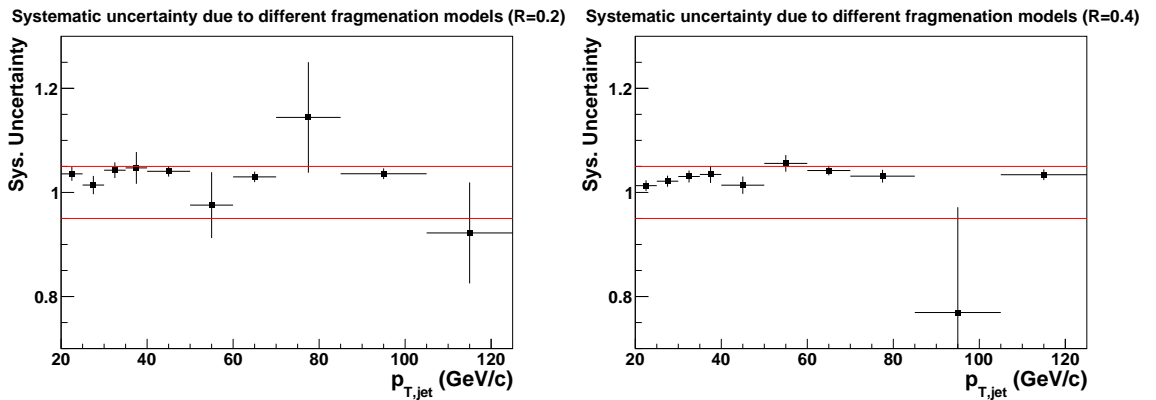 Systematic uncertainty due to different fragmenation models (R=0.2)
Sys. Uncertainty
1.2
1
0.8
20 40 60 80 100 120
p_T,jet (GeV/c)
Systematic uncertainty due to different fragmenation models (R=0.4)
Sys. Uncertainty
1.2
1
0.8
20 40 60 80 100 120
p_T,jet (GeV/c)